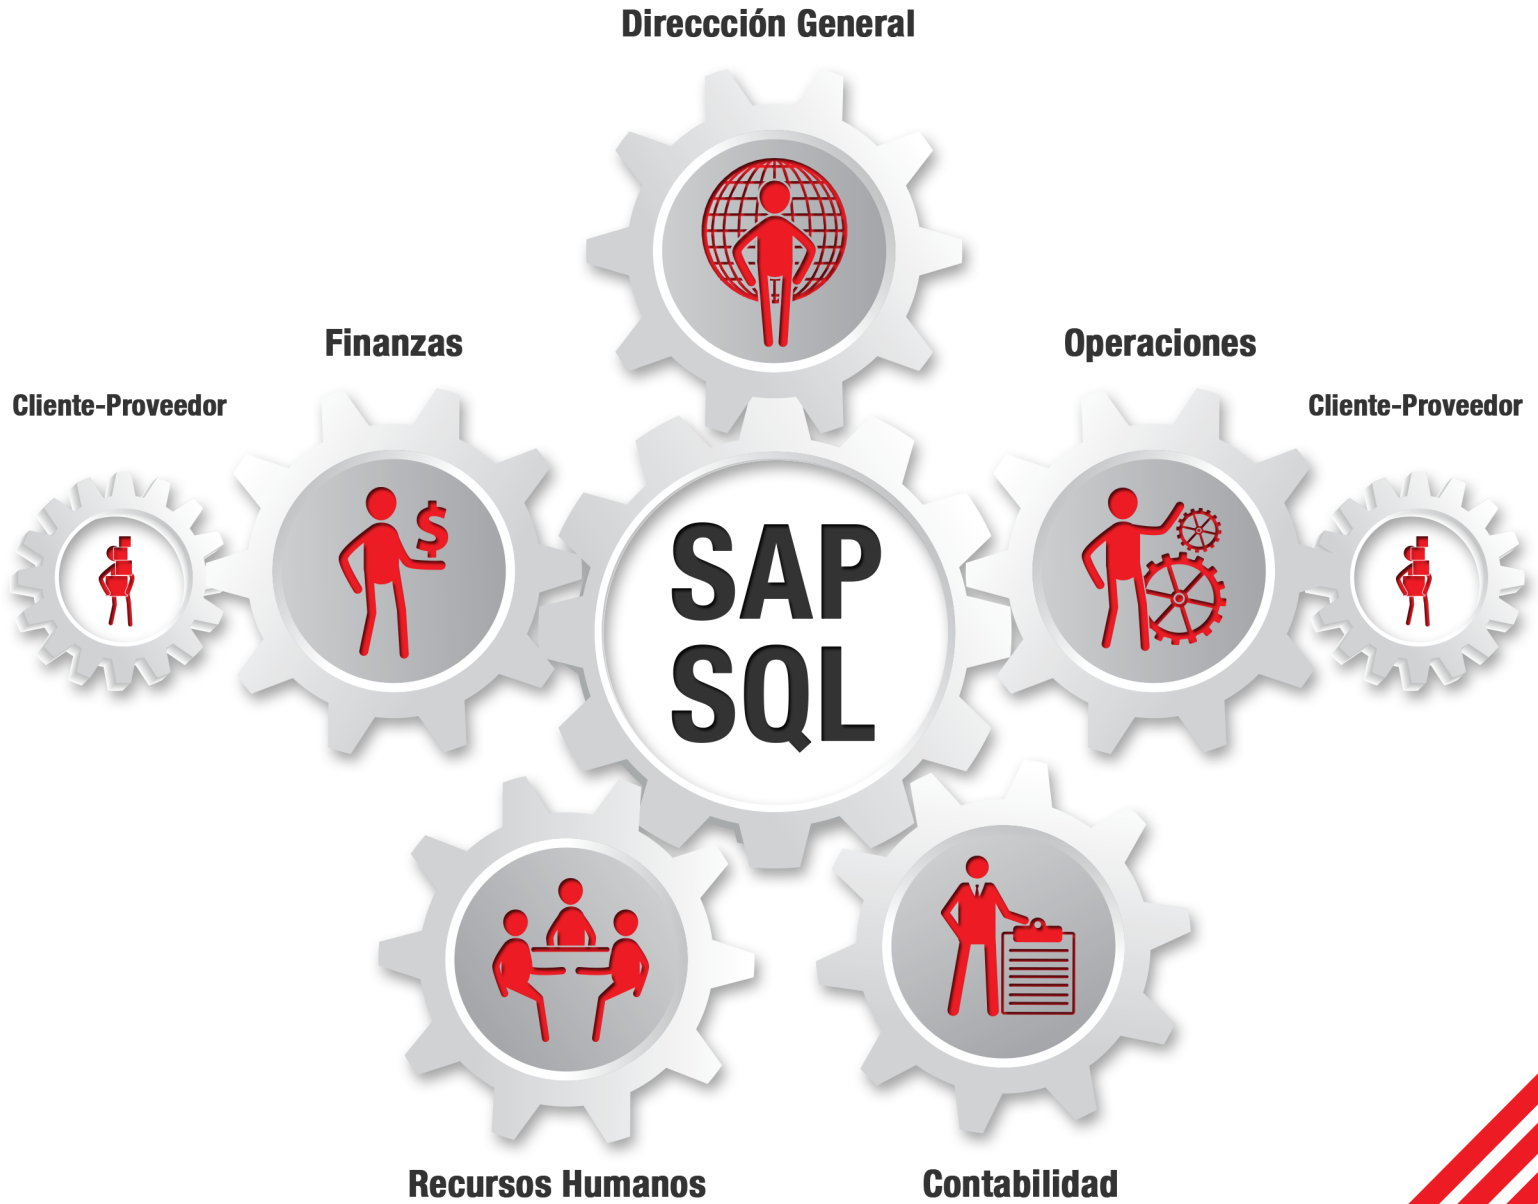 Direccción General
Finanzas
Operaciones
Cliente-Proveedor
Cliente-Proveedor
SAP
SQL
Recursos Humanos
Contabilidad